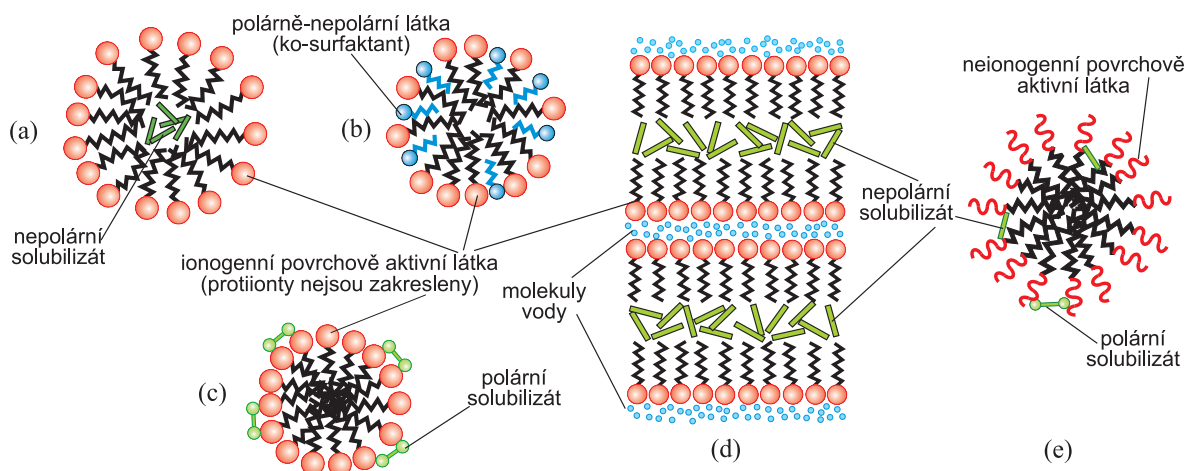 polárně-nepolární látka
(ko-surfaktant)
(a)
(b)
nepolární
solubilizát
ionogenní povrchově aktivní látka
(protiionty nejsou zakresleny)
(c)
polární
solubilizát
molekuly
vody
(d)
nepolární
solubilizát
neionogenní povrchově
aktivní látka
polární
solubilizát
(e)